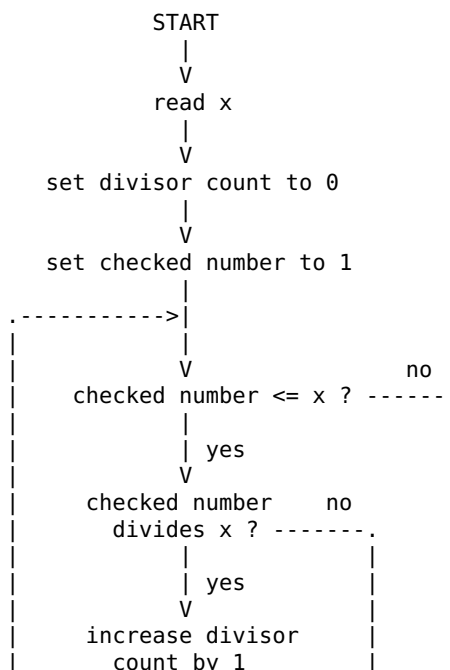 START
read x
set divisor count to 0
set checked number to 1
no
checked number <= x ?
yes
checked number no
divides x ?
yes
increase divisor
count by 1